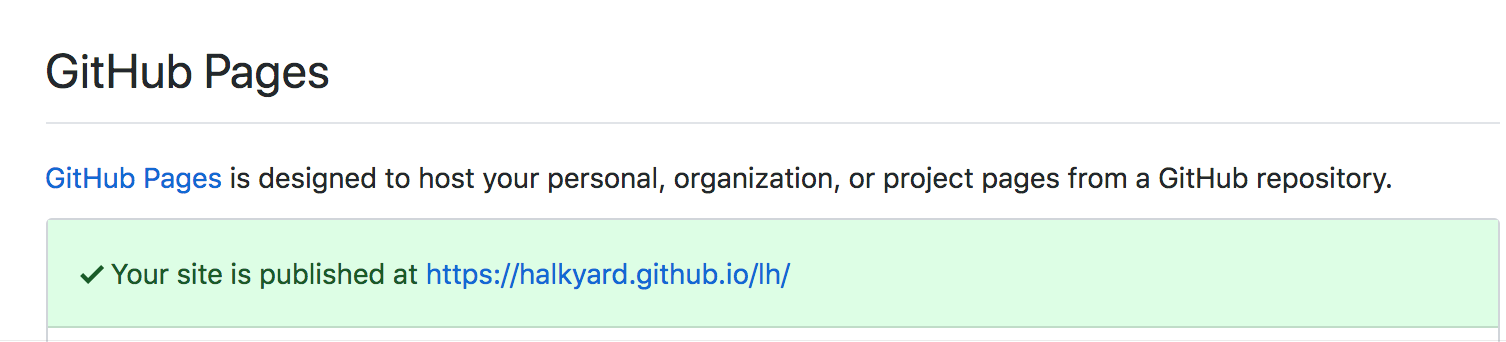 GitHub Pages
GitHub Pages is designed to host your personal, organization, or project pages from a GitHub repository.
✓ Your site is published at https://halkyard.github.io/lh/